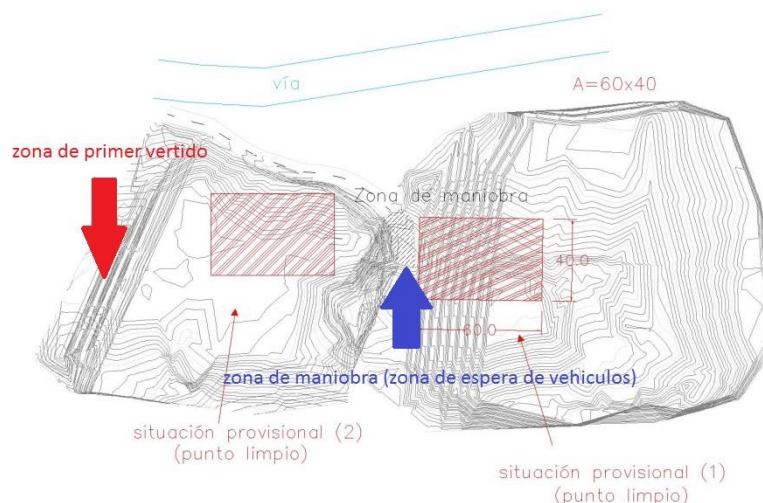 vía
A=60x40
zona de primer vertido
Zona de maniobra
40.0
60.0
zona de maniobra (zona de espera de vehiculos)
situación provisional (2)
(punto limpio)
situación provisional (1)
(punto limpio)